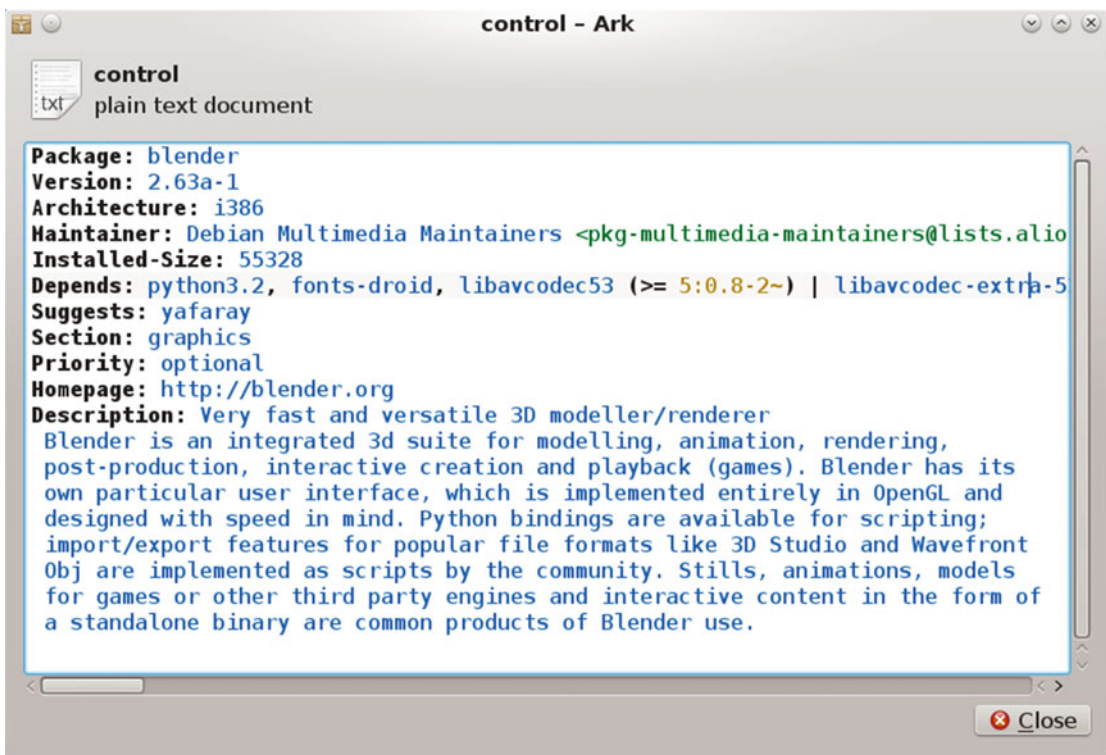 control – Ark
control
txt
plain text document
Package: blender
Version: 2.63a-1
Architecture: i386
Maintainer: Debian Multimedia Maintainers <pkg-multimedia-maintainers@lists.alio
Installed-Size: 55328
Depends: python3.2, fonts-droid, libavcodec53 (>= 5:0.8-2~) | libavcodec-extra-5
Suggests: yafaray
Section: graphics
Priority: optional
Homepage: http://blender.org
Description: Very fast and versatile 3D modeller/renderer
Blender is an integrated 3d suite for modelling, animation, rendering,
post-production, interactive creation and playback (games). Blender has its
own particular user interface, which is implemented entirely in OpenGL and
designed with speed in mind. Python bindings are available for scripting;
import/export features for popular file formats like 3D Studio and Wavefront
Obj are implemented as scripts by the community. Stills, animations, models
for games or other third party engines and interactive content in the form of
a standalone binary are common products of Blender use.
Close